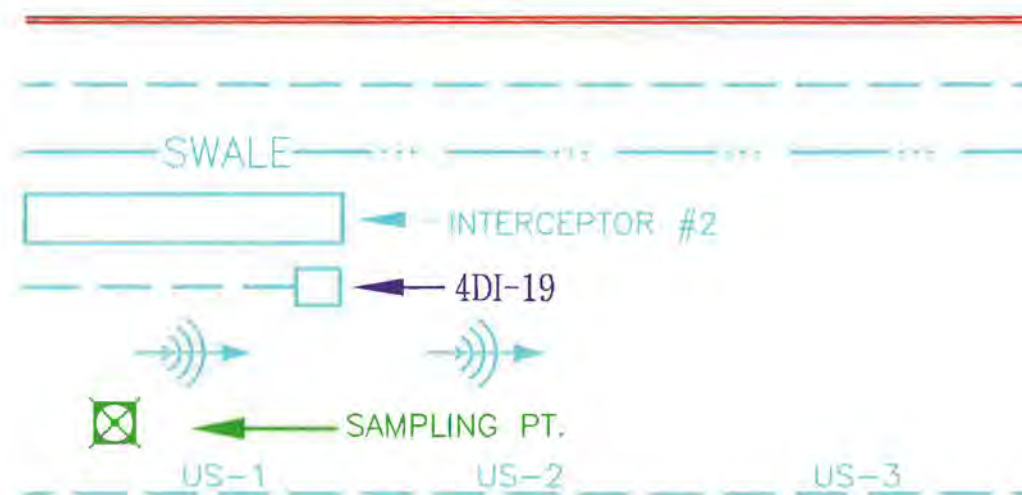 SWALE
INTERCEPTOR #2
4DI-19
SAMPLING PT.
US-1 US-2 US-3